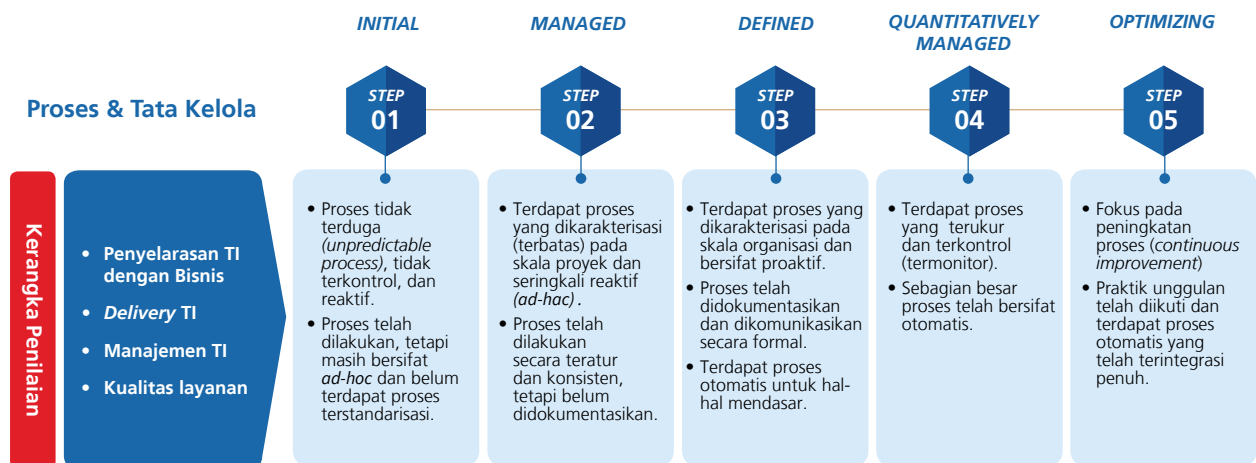 INITIAL
MANAGED
DEFINED
QUANTITATIVELY
MANAGED
OPTIMIZING
Proses & Tata Kelola
STEP
01
STEP
02
STEP
03
STEP
04
STEP
05
Kerangka Penilaian
• Penyelarasan TI
dengan Bisnis
• Delivery TI
• Manajemen TI
• Kualitas layanan
• Proses tidak
terduga
(unpredictable
process), tidak
terkontrol, dan
reaktif.
• Proses telah
dilakukan, tetapi
masih bersifat
ad-hoc dan belum
terdapat proses
terstandarisasi.
• Terdapat proses
yang dikarakterisasi
(terbatas) pada
skala proyek dan
seringkali reaktif
(ad-hac) .
• Proses telah
dilakukan
secara teratur
dan konsisten,
tetapi belum
didokumentasikan.
• Terdapat proses yang
dikarakterisasi pada
skala organisasi dan
bersifat proaktif.
• Proses telah
didokumentasikan
dan dikomunikasikan
secara formal.
• Terdapat proses
otomatis untuk hal-
hal mendasar.
• Terdapat proses
yang terukur
dan terkontrol
(termonitor).
• Sebagian besar
proses telah bersifat
otomatis.
• Fokus pada
peningkatan
proses (continuous
improvement)
• Praktik unggulan
telah diikuti dan
terdapat proses
otomatis yang
telah terintegrasi
penuh.